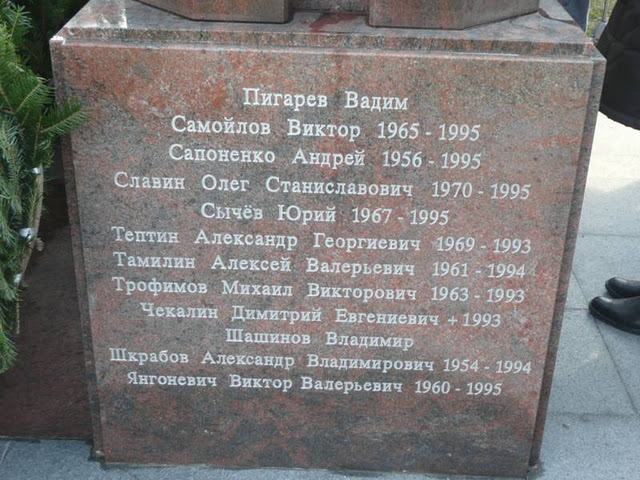 Пигарев Вадим
Самойлов Виктор 1965 - 1995
Сапоненко Андрей 1956 - 1995
Славин Олег Станиславович 1970 - 1995
Сычёв Юрий 1967 - 1995
Тептин Александр Георгиевич 1969 - 1993
Тамилин Алексей Валерьевич 1961 - 1994
Трофимов Михаил Викторович 1963 - 1993
Чекалин Димитрий Евгениевич + 1993
Шашинов Владимир
Шкрабов Александр Владимирович 1954 - 1994
Янгоневич Виктор Валерьевич 1960 - 1995